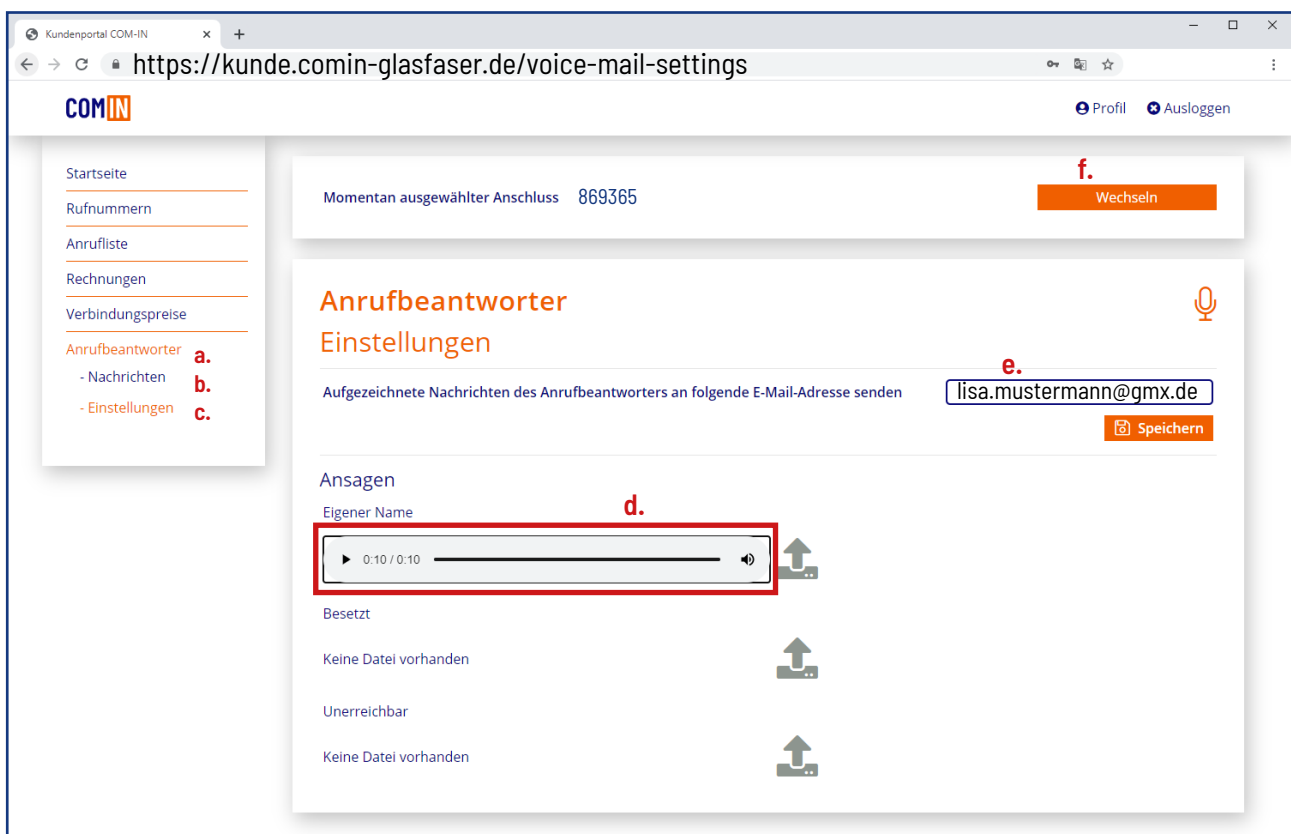 Kundenportal COM-IN
https://kunde.comin-glasfaser.de/voice-mail-settings
COMIN
Profil Ausloggen
Startseite
Rufnummern
Anrufliste
Rechnungen
Verbindungspreise
Anrufbeantworter a.
- Nachrichten b.
- Einstellungen c.
f.
Momentan ausgewählter Anschluss 869365 Wechseln
Anrufbeantworter
Einstellungen
e.
Aufgezeichnete Nachrichten des Anrufbeantworters an folgende E-Mail-Adresse senden lisa.mustermann@gmx.de
Speichern
Ansagen
Eigener Name d.
0:10 / 0:10
Besetzt
Keine Datei vorhanden
Unerreichbar
Keine Datei vorhanden